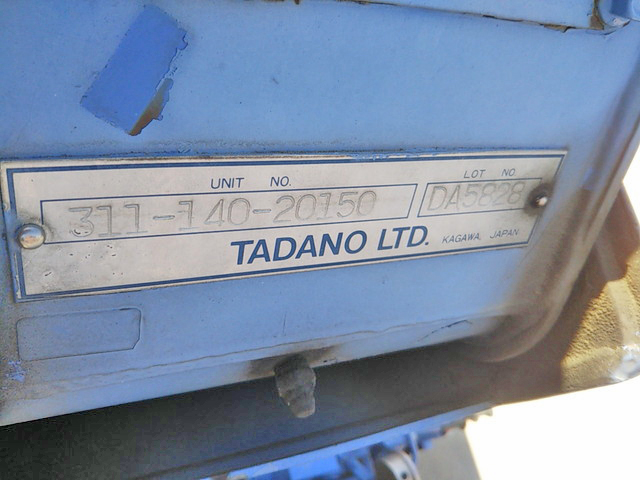 UNIT NO. LOT NO.
311-140-20150 DA5828
TADANO LTD. KAGAWA, JAPAN